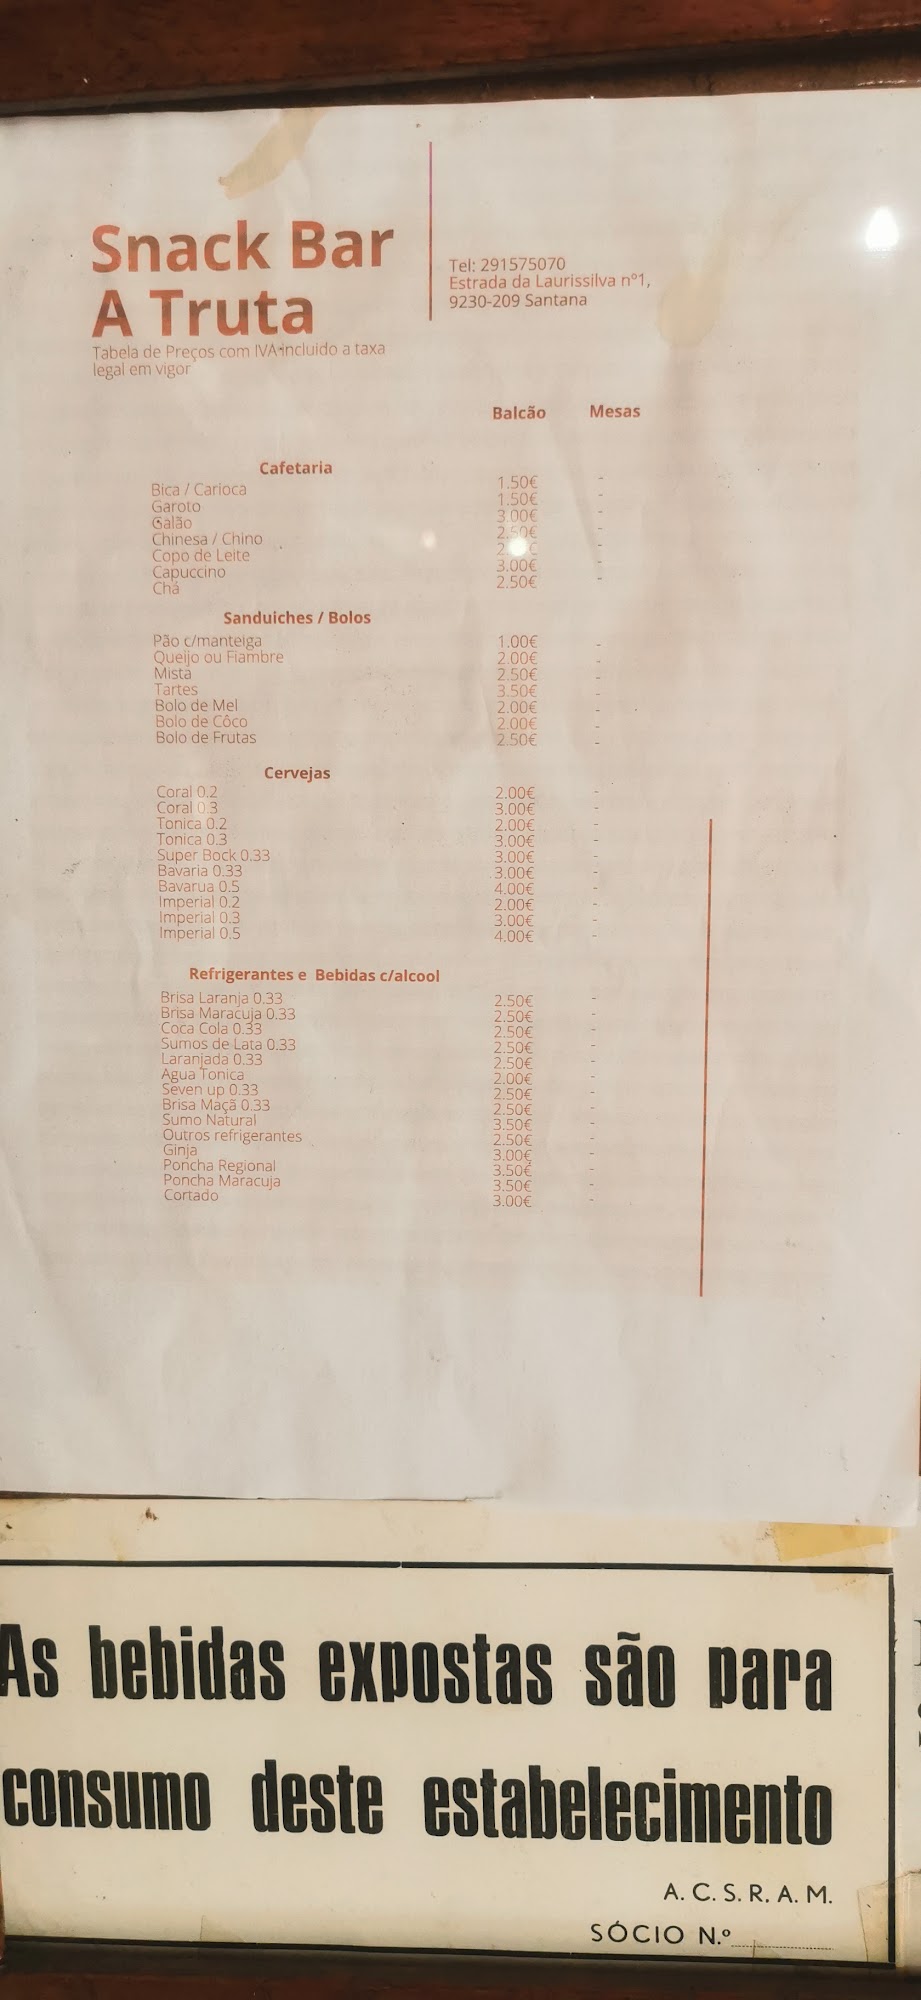 Snack Bar
A Truta
Tabela de Preços com IVA incluido a taxa
legal em vigor
Tel: 291575070
Estrada da Laurissilva nº1,
9230-209 Santana
Balcão Mesas
Cafetaria
Bica / Carioca 1.50€ -
Garoto 1.50€ -
Galão 3.00€ -
Chinesa / Chino 2.50€ -
Copo de Leite -
Capuccino 3.00€ -
Chá 2.50€ -
Sanduiches / Bolos
Pão c/manteiga 1.00€ -
Queijo ou Fiambre 2.00€ -
Mista 2.50€ -
Tartes 3.50€ -
Bolo de Mel 2.00€ -
Bolo de Côco 2.00€ -
Bolo de Frutas 2.50€ -
Cervejas
Coral 0.2 2.00€ -
Coral 0.3 3.00€ -
Tonica 0.2 2.00€ -
Tonica 0.3 3.00€ -
Super Bock 0.33 3.00€ -
Bavaria 0.33 3.00€ -
Bavarua 0.5 4.00€ -
Imperial 0.2 2.00€ -
Imperial 0.3 3.00€ -
Imperial 0.5 4.00€ -
Refrigerantes e Bebidas c/alcool
Brisa Laranja 0.33 2.50€ -
Brisa Maracuja 0.33 2.50€ -
Coca Cola 0.33 2.50€ -
Sumos de Lata 0.33 2.50€ -
Laranjada 0.33 2.50€ -
Agua Tonica 2.00€ -
Seven up 0.33 2.50€ -
Brisa Maçã 0.33 2.50€ -
Sumo Natural 3.50€ -
Outros refrigerantes 2.50€ -
Ginja 3.00€ -
Poncha Regional 3.50€ -
Poncha Maracuja 3.50€ -
Cortado 3.00€ -
As bebidas expostas são para
consumo deste estabelecimento
A. C. S. R. A. M.
SÓCIO N.º